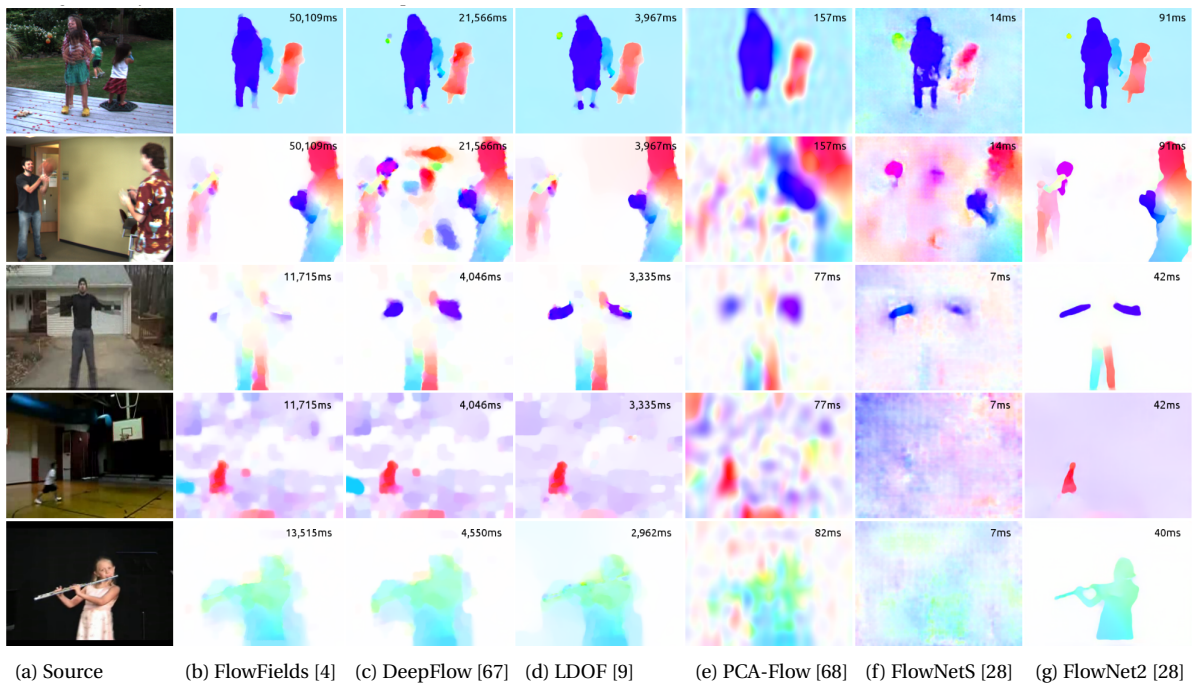 50,109ms 21,566ms 3,967ms 157ms 14ms 91ms
50,109ms 21,566ms 3,967ms 157ms 14ms 91ms
11,715ms 4,046ms 3,335ms 77ms 7ms 42ms
11,715ms 4,046ms 3,335ms 77ms 7ms 42ms
13,515ms 4,550ms 2,962ms 82ms 7ms 40ms
(a) Source (b) FlowFields [4] (c) DeepFlow [67] (d) LDOF [9] (e) PCA-Flow [68] (f) FlowNetS [28] (g) FlowNet2 [28]